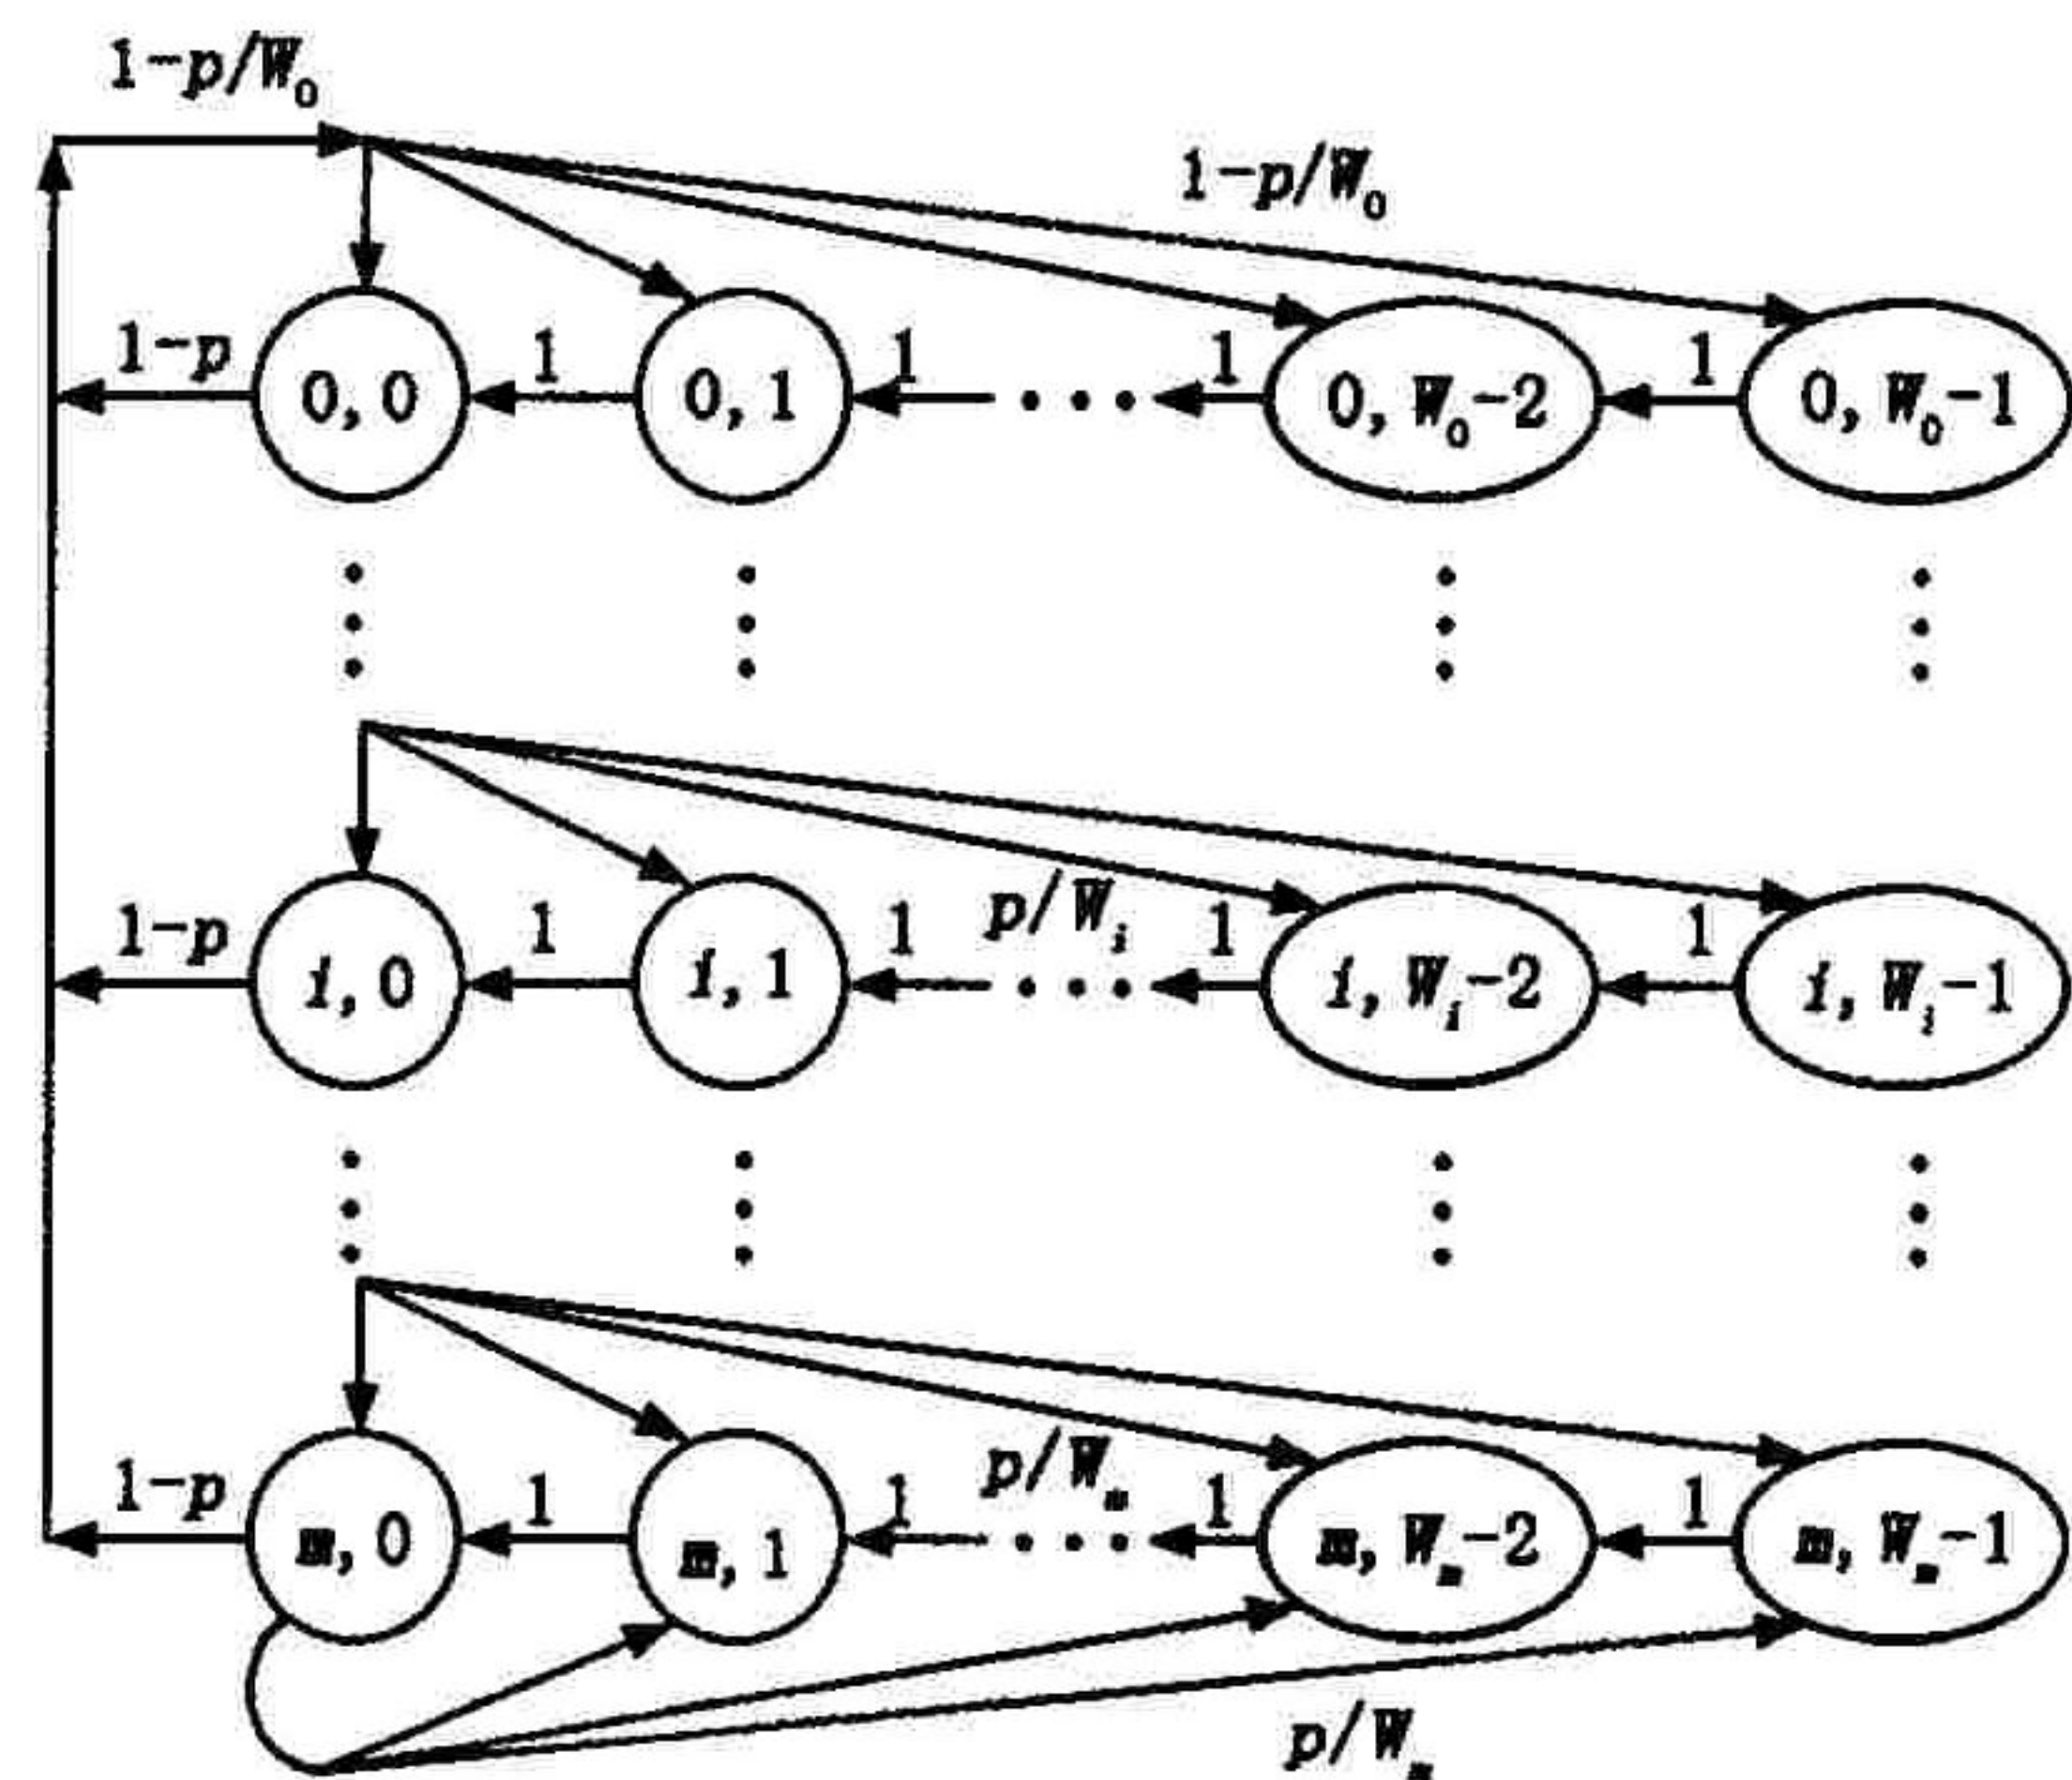 1-p/W₀
1-p/W₀
1-p 0, 0 1 0, 1 1 ••• 1 0, W₀-2 1 0, W₀-1
p/Wᵢ
1-p i, 0 1 i, 1 1 ••• 1 i, Wᵢ-2 1 i, Wᵢ-1
p/Wₘ
1-p m, 0 1 m, 1 1 ••• 1 m, Wₘ-2 1 m, Wₘ-1
p/Wₘ